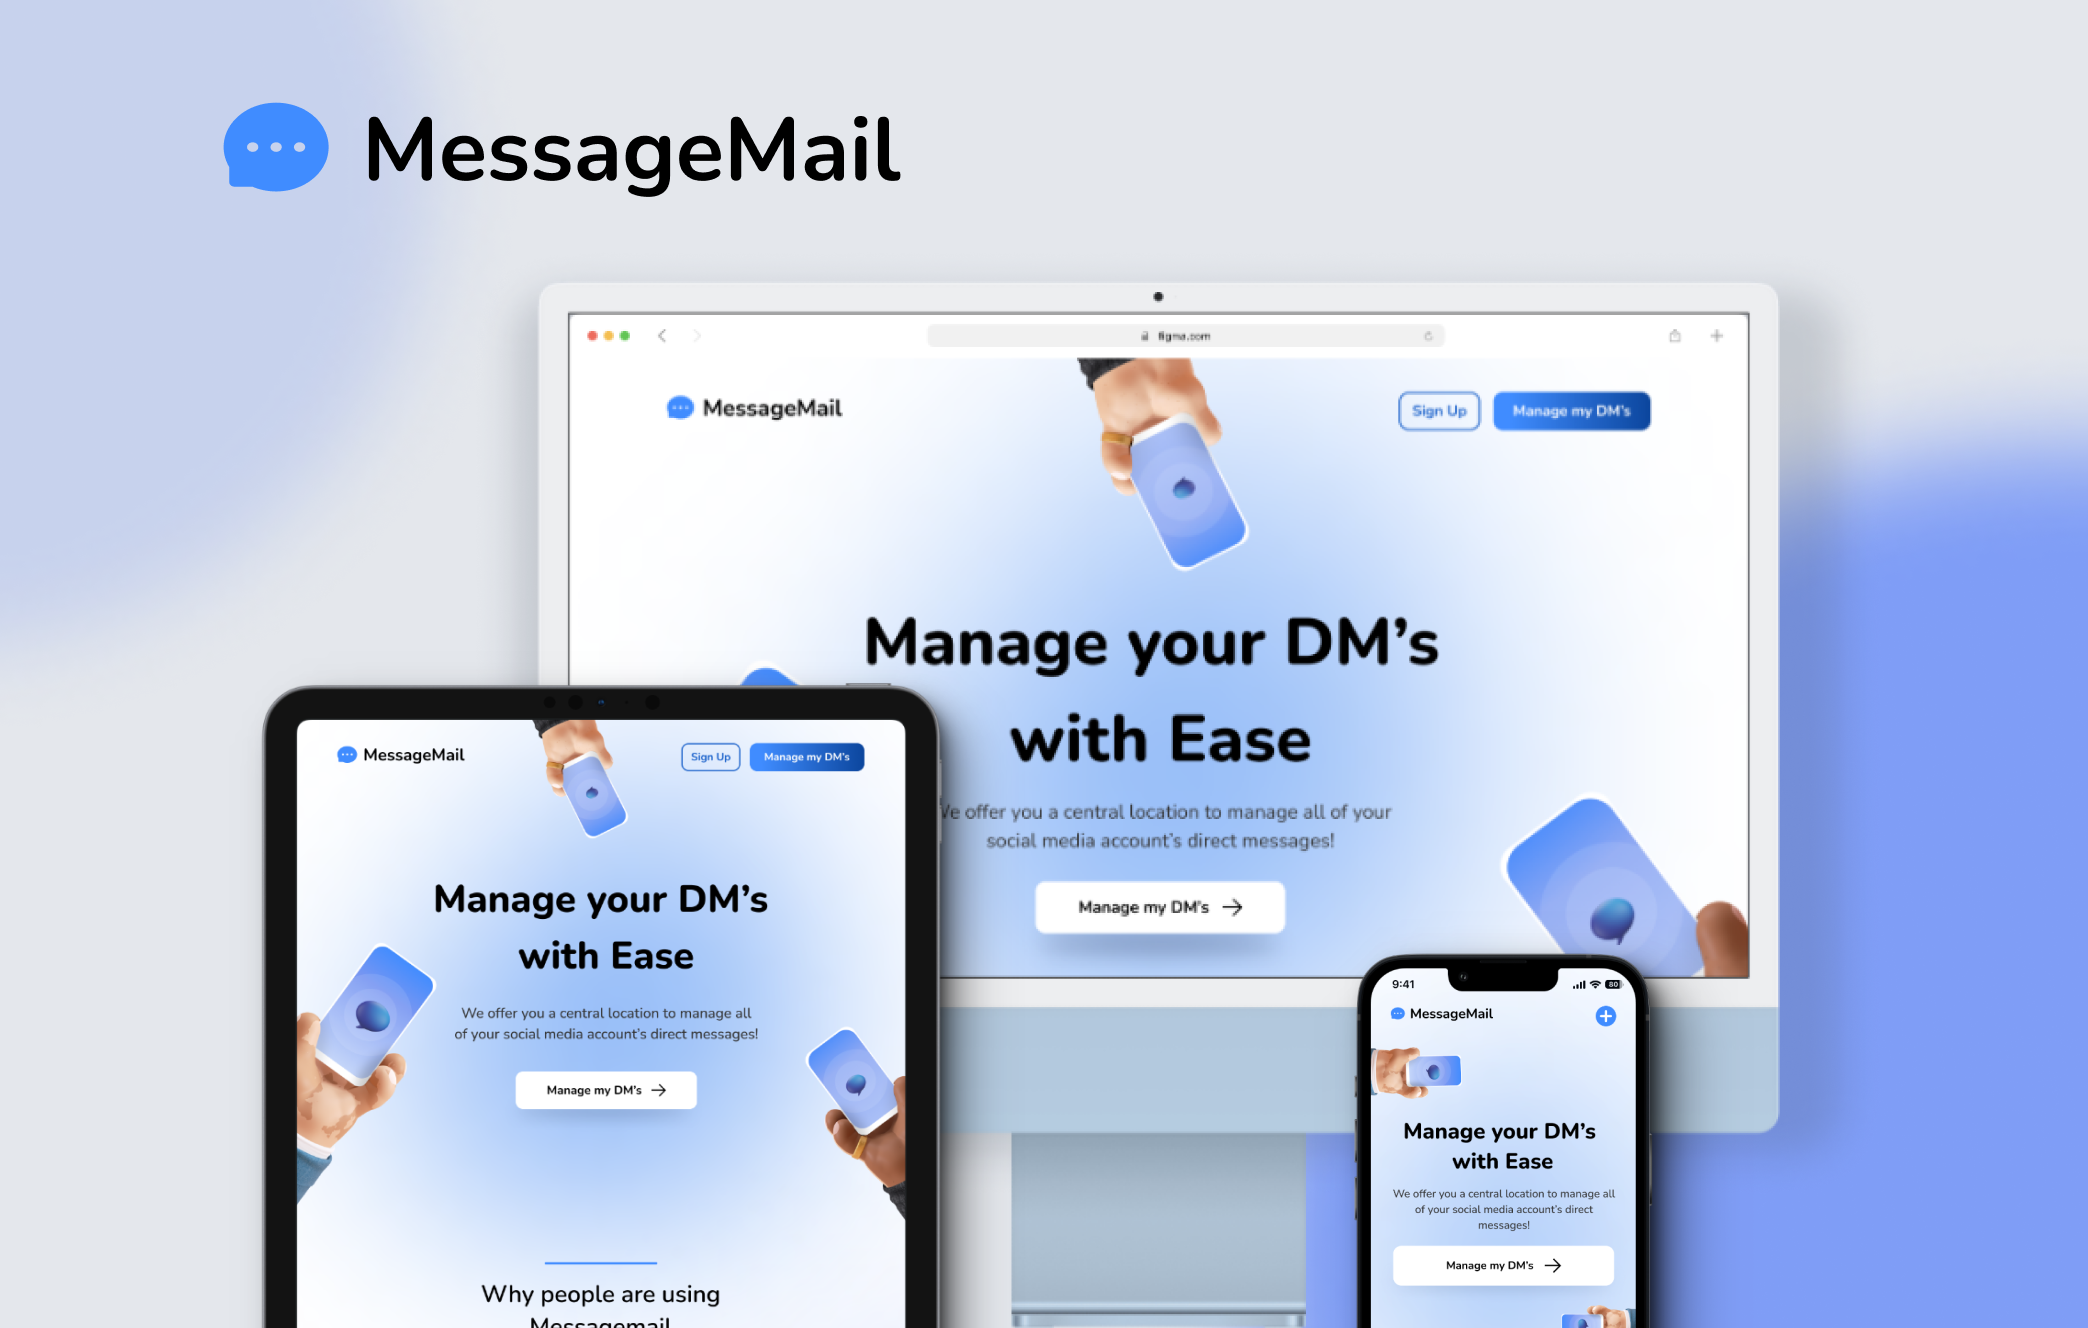 MessageMail
figma.com
MessageMail
Sign Up
Manage my DM's
Manage your DM's
with Ease
We offer you a central location to manage all of your
social media account's direct messages!
Manage my DM's
MessageMail
Sign Up
Manage my DM's
Manage your DM's
with Ease
We offer you a central location to manage all
of your social media account's direct messages!
Manage my DM's
Why people are using
Messagemail
9:41
80
MessageMail
Manage your DM's
with Ease
We offer you a central location to manage all
of your social media account's direct
messages!
Manage my DM's